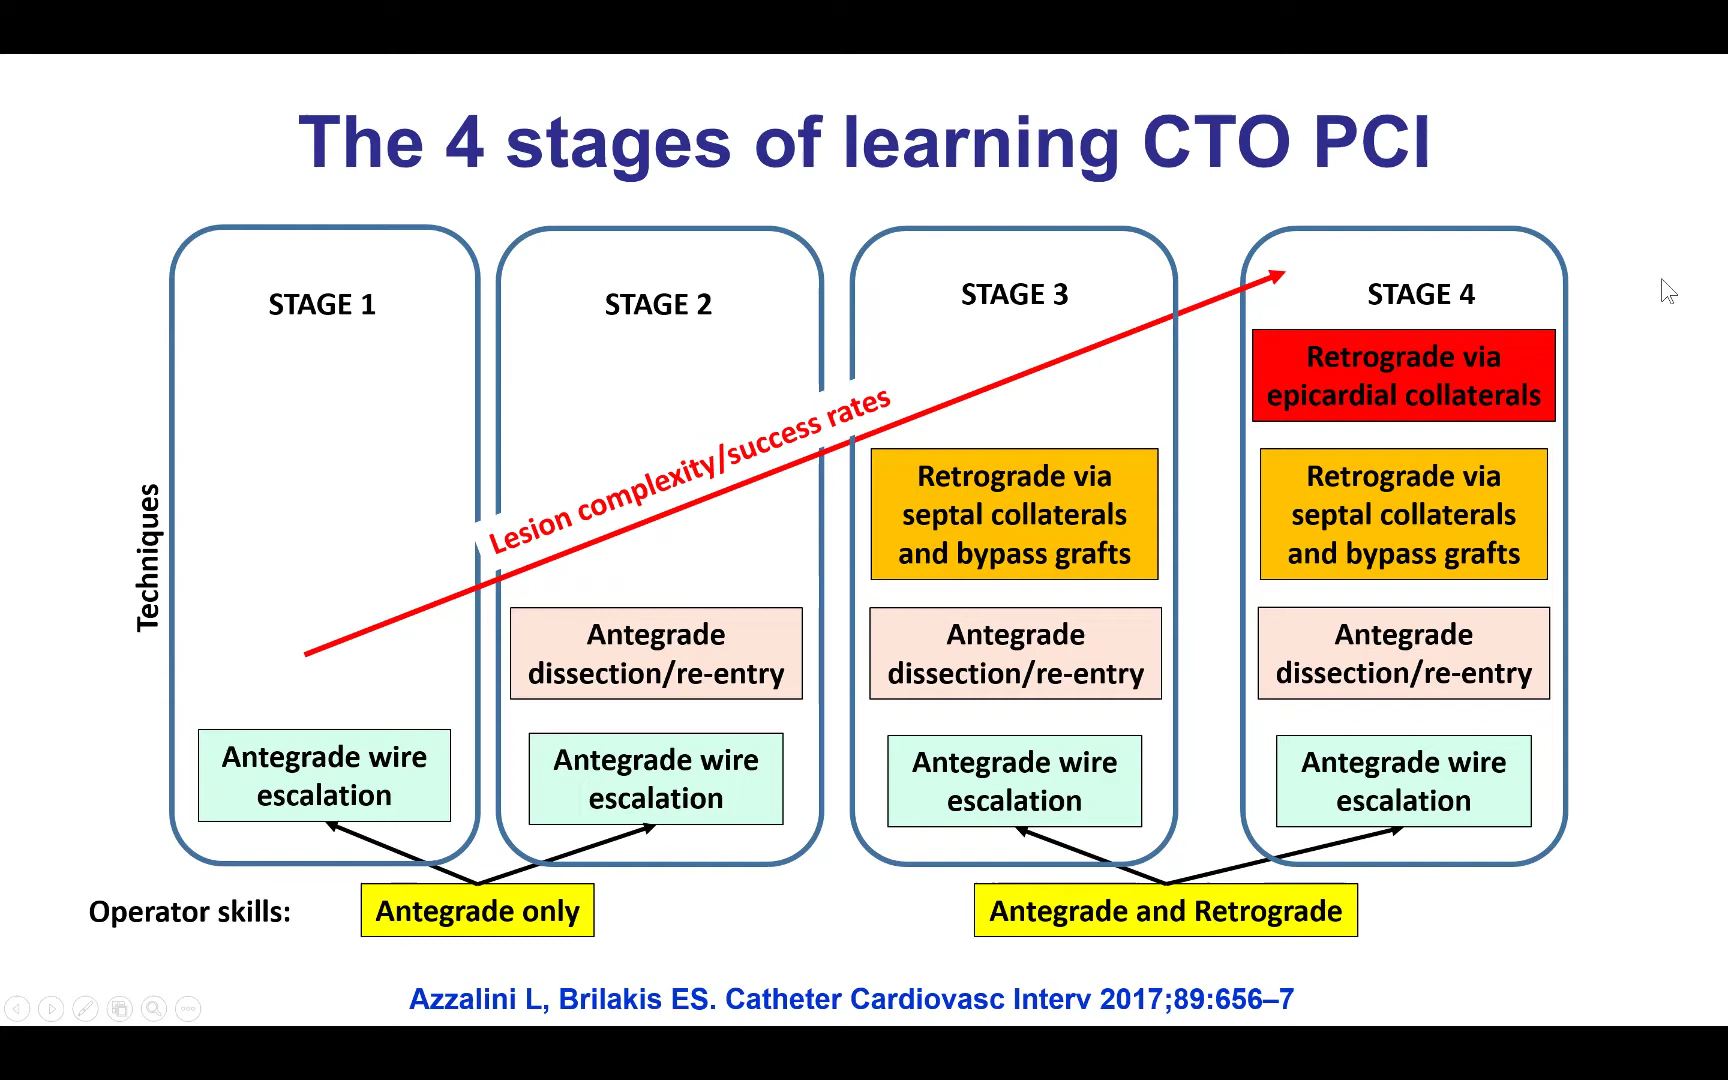 The 4 stages of learning CTO PCI
STAGE 1
STAGE 2
STAGE 3
STAGE 4
Techniques
Lesion complexity/success rates
Antegrade wire
escalation
Antegrade
dissection/re-entry
Antegrade wire
escalation
Retrograde via
septal collaterals
and bypass grafts
Antegrade
dissection/re-entry
Antegrade wire
escalation
Retrograde via
epicardial collaterals
Retrograde via
septal collaterals
and bypass grafts
Antegrade
dissection/re-entry
Antegrade wire
escalation
Operator skills:
Antegrade only
Antegrade and Retrograde
Azzalini L, Brilakis ES. Catheter Cardiovasc Interv 2017;89:656–7